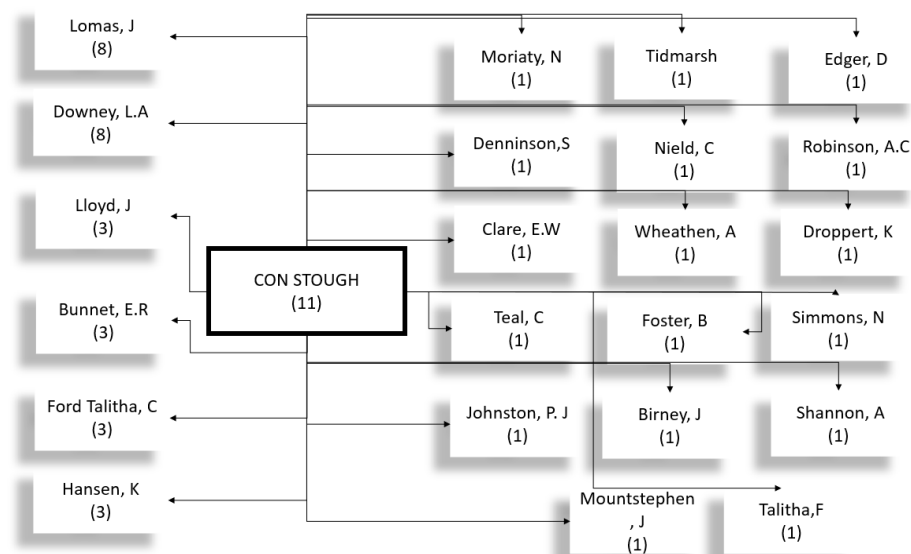 Lomas, J
(8)
Moriaty, N
(1)
Tidmarsh
(1)
Edger, D
(1)
Downey, L.A
(8)
Denninson,S
(1)
Nield, C
(1)
Robinson, A.C
(1)
Lloyd, J
(3)
Clare, E.W
(1)
Wheathen, A
(1)
Droppert, K
(1)
CON STOUGH
(11)
Bunnet, E.R
(3)
Teal, C
(1)
Foster, B
(1)
Simmons, N
(1)
Ford Talitha, C
(3)
Johnston, P. J
(1)
Birney, J
(1)
Shannon, A
(1)
Hansen, K
(3)
Mountstephen
, J
(1)
Talitha,F
(1)